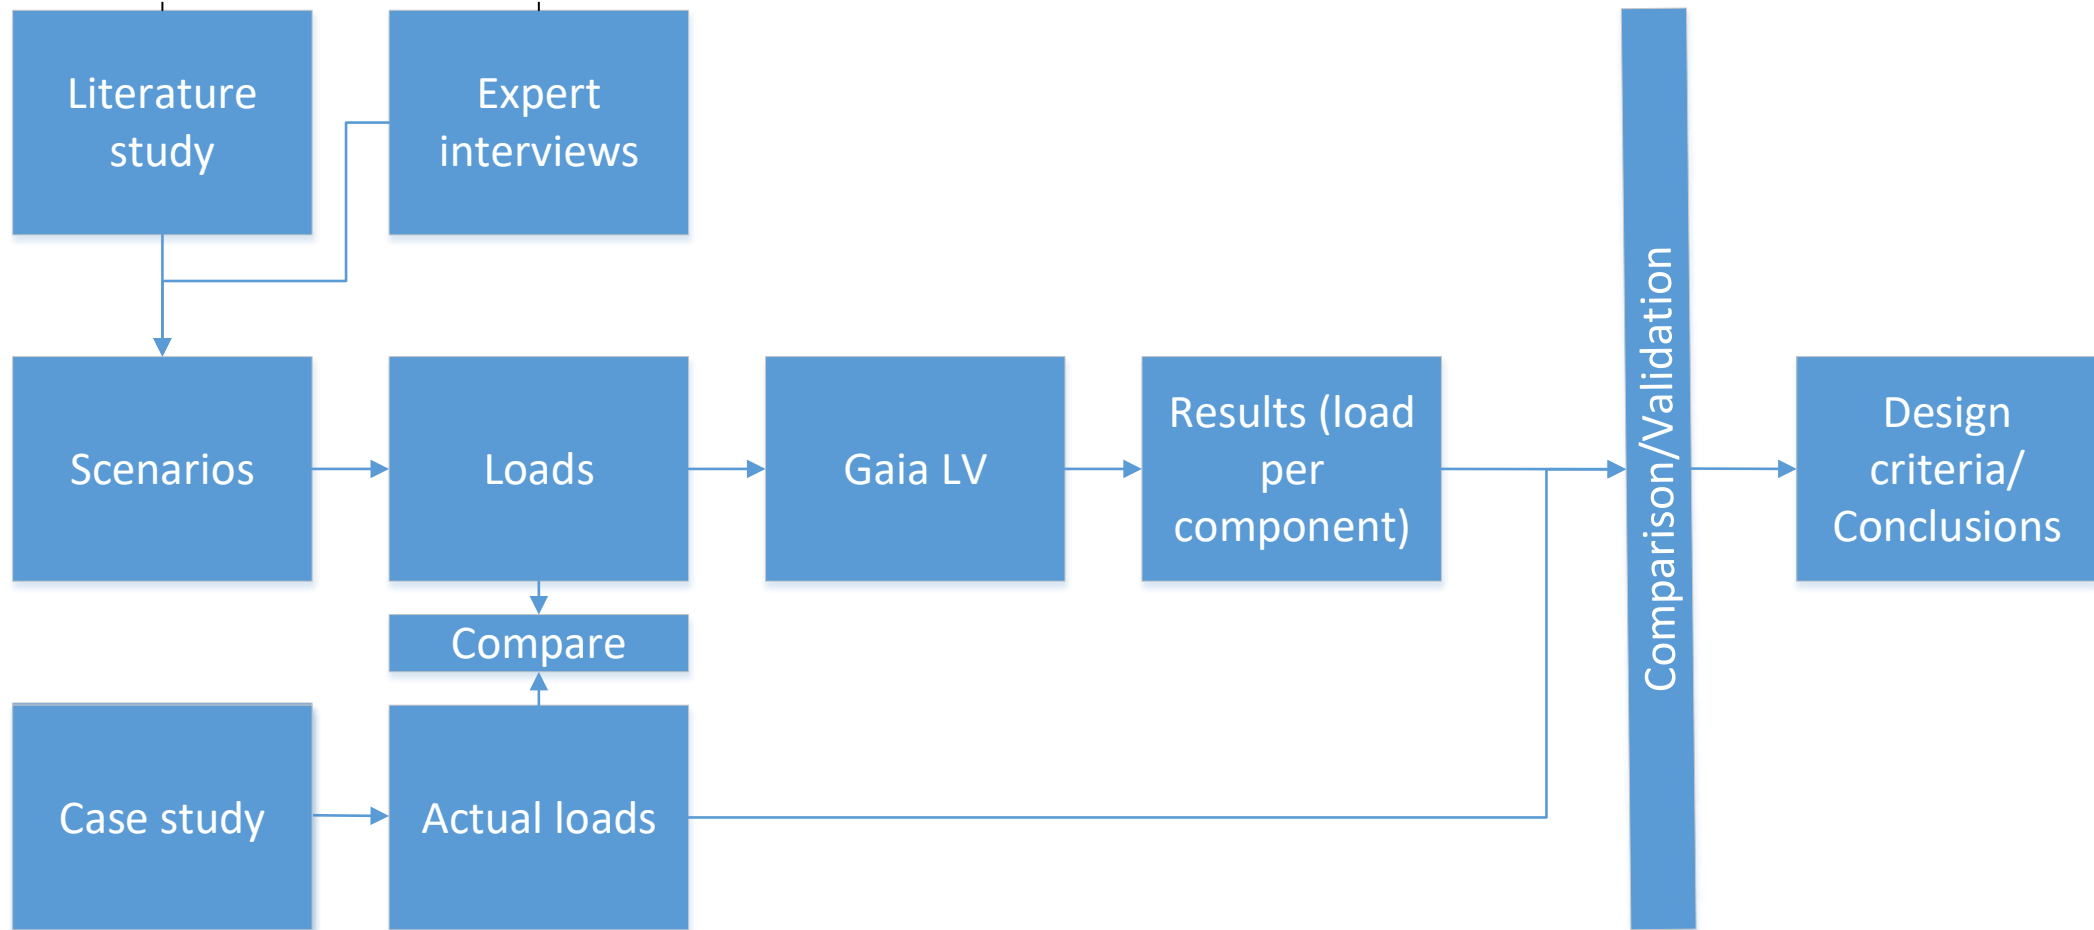 Literature
study
Expert
interviews
Scenarios
Loads
Gaia LV
Results (load
per
component)
Comparison/Validation
Design
criteria/
Conclusions
Compare
Case study
Actual loads